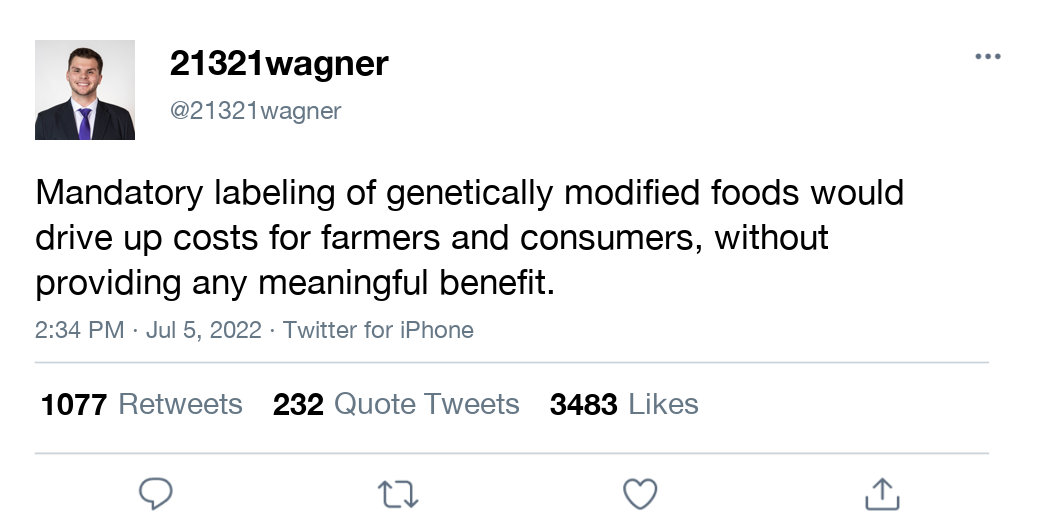 21321wagner
@21321wagner
Mandatory labeling of genetically modified foods would
drive up costs for farmers and consumers, without
providing any meaningful benefit.
2:34 PM · Jul 5, 2022 · Twitter for iPhone
1077 Retweets 232 Quote Tweets 3483 Likes